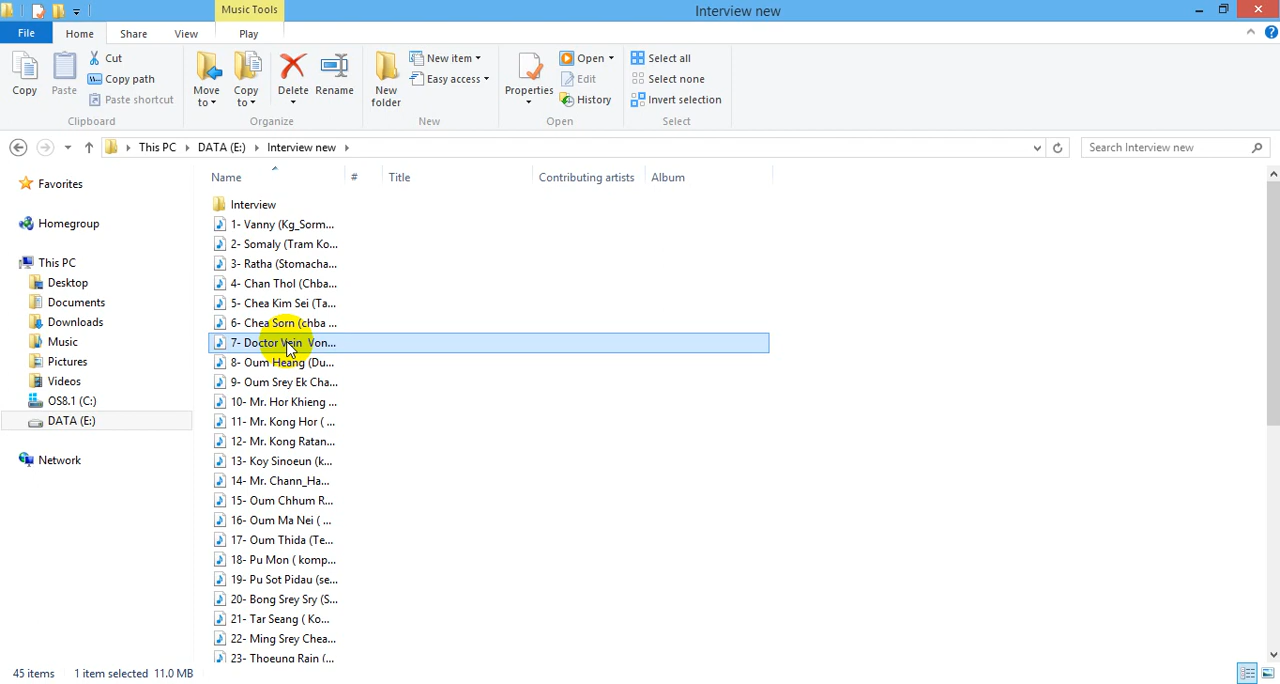 Music Tools
Interview new
File Home Share View Play
Copy
Paste
Cut
Copy path
Paste shortcut
Clipboard
Move to
Copy to
Delete
Rename
Organize
New folder
New item
Easy access
New
Properties
Open
Edit
History
Open
Select all
Select none
Invert selection
Select
This PC DATA (E:) Interview new
Search Interview new
Favorites
Homegroup
This PC
Desktop
Documents
Downloads
Music
Pictures
Videos
OS8.1 (C:)
DATA (E:)
Network
Name # Title Contributing artists Album
Interview
1- Vanny (Kg_Sorm...
2- Somaly (Tram Ko...
3- Ratha (Stomacha...
4- Chan Thol (Chba...
5- Chea Kim Sei (Ta...
6- Chea Sorn (chba ...
7- Doctor Vein Von...
8- Oum Heang (Du...
9- Oum Srey Ek Cha...
10- Mr. Hor Khieng ...
11- Mr. Kong Hor ( ...
12- Mr. Kong Ratan...
13- Koy Sinoeun (k...
14- Mr. Chann_Ha...
15- Oum Chhum R...
16- Oum Ma Nei ( ...
17- Oum Thida (Te...
18- Pu Mon ( komp...
19- Pu Sot Pidau (se...
20- Bong Srey Sry (S...
21- Tar Seang ( Ko...
22- Ming Srey Chea...
23- Thoeung Rain (...
45 items 1 item selected 11.0 MB